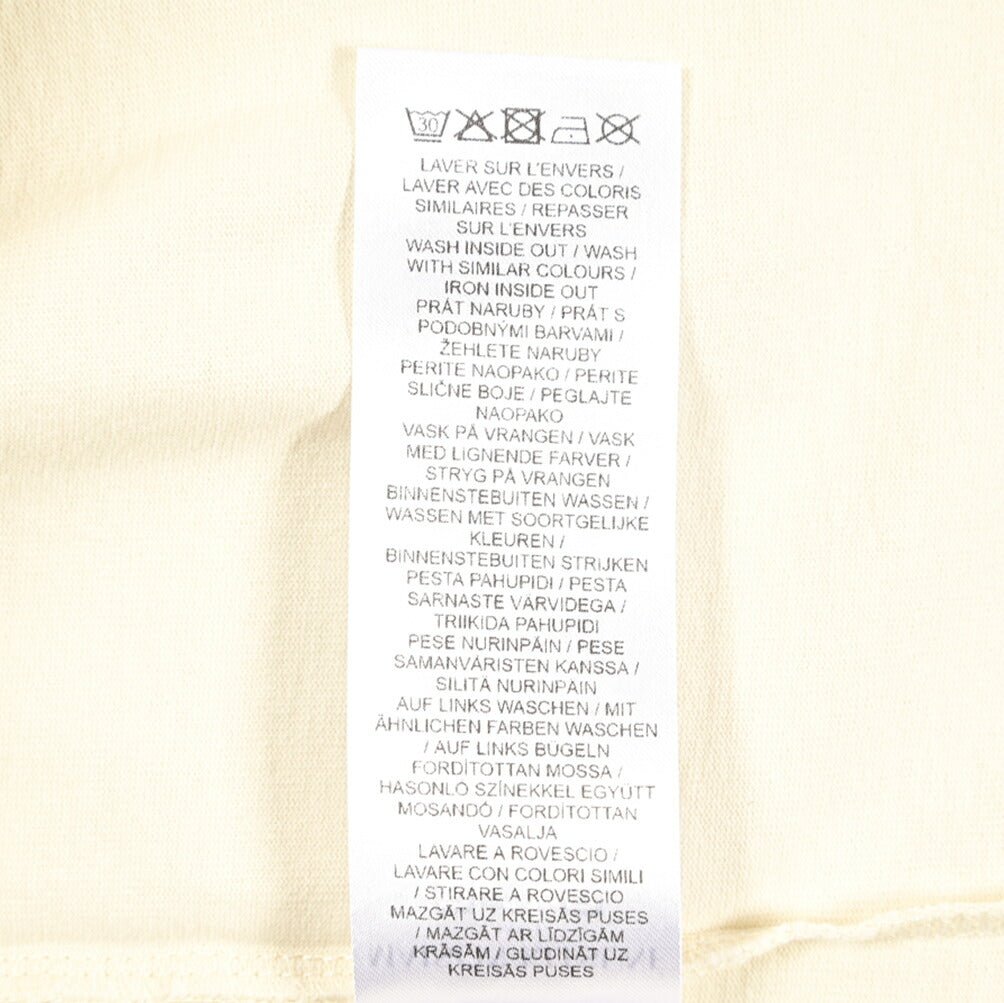 30
LAVER SUR L'ENVERS /
LAVER AVEC DES COLORIS
SIMILAIRES / REPASSER
SUR L'ENVERS
WASH INSIDE OUT / WASH
WITH SIMILAR COLOURS /
IRON INSIDE OUT
PRÁT NARUBY / PRÁT S
PODOBNÝMI BARVAMI /
ŽEHLETE NARUBY
PERITE NAOPAKO / PERITE
SLIČNE BOJE / PEGLAJTE
NAOPAKO
VASK PÅ VRANGEN / VASK
MED LIGNENDE FARVER /
STRYG PÅ VRANGEN
BINNENSTEBUITEN WASSEN /
WASSEN MET SOORTGELIJKE
KLEUREN /
BINNENSTEBUITEN STRIJKEN
PESTA PAHUPIDI / PESTA
SARNASTE VÄRVIDEGA /
TRIIKIDA PAHUPIDI
PESE NURINPÄIN / PESE
SAMANVÄRISTEN KANSSA /
SILITÄ NURINPÄIN
AUF LINKS WASCHEN / MIT
ÄHNLICHEN FARBEN WASCHEN
/ AUF LINKS BÜGELN
FORDÍTOTTAN MOSSA /
HASONLÓ SZÍNEKKEL EGYÜTT
MOSANDÓ / FORDÍTOTTAN
VASALJA
LAVARE A ROVESCIO /
LAVARE CON COLORI SIMILI
/ STIRARE A ROVESCIO
MAZGĀT UZ KREISĀS PUSES
/ MAZGĀT AR LĪDZĪGĀM
KRĀSĀM / GLUDINĀT UZ
KREISĀS PUSES